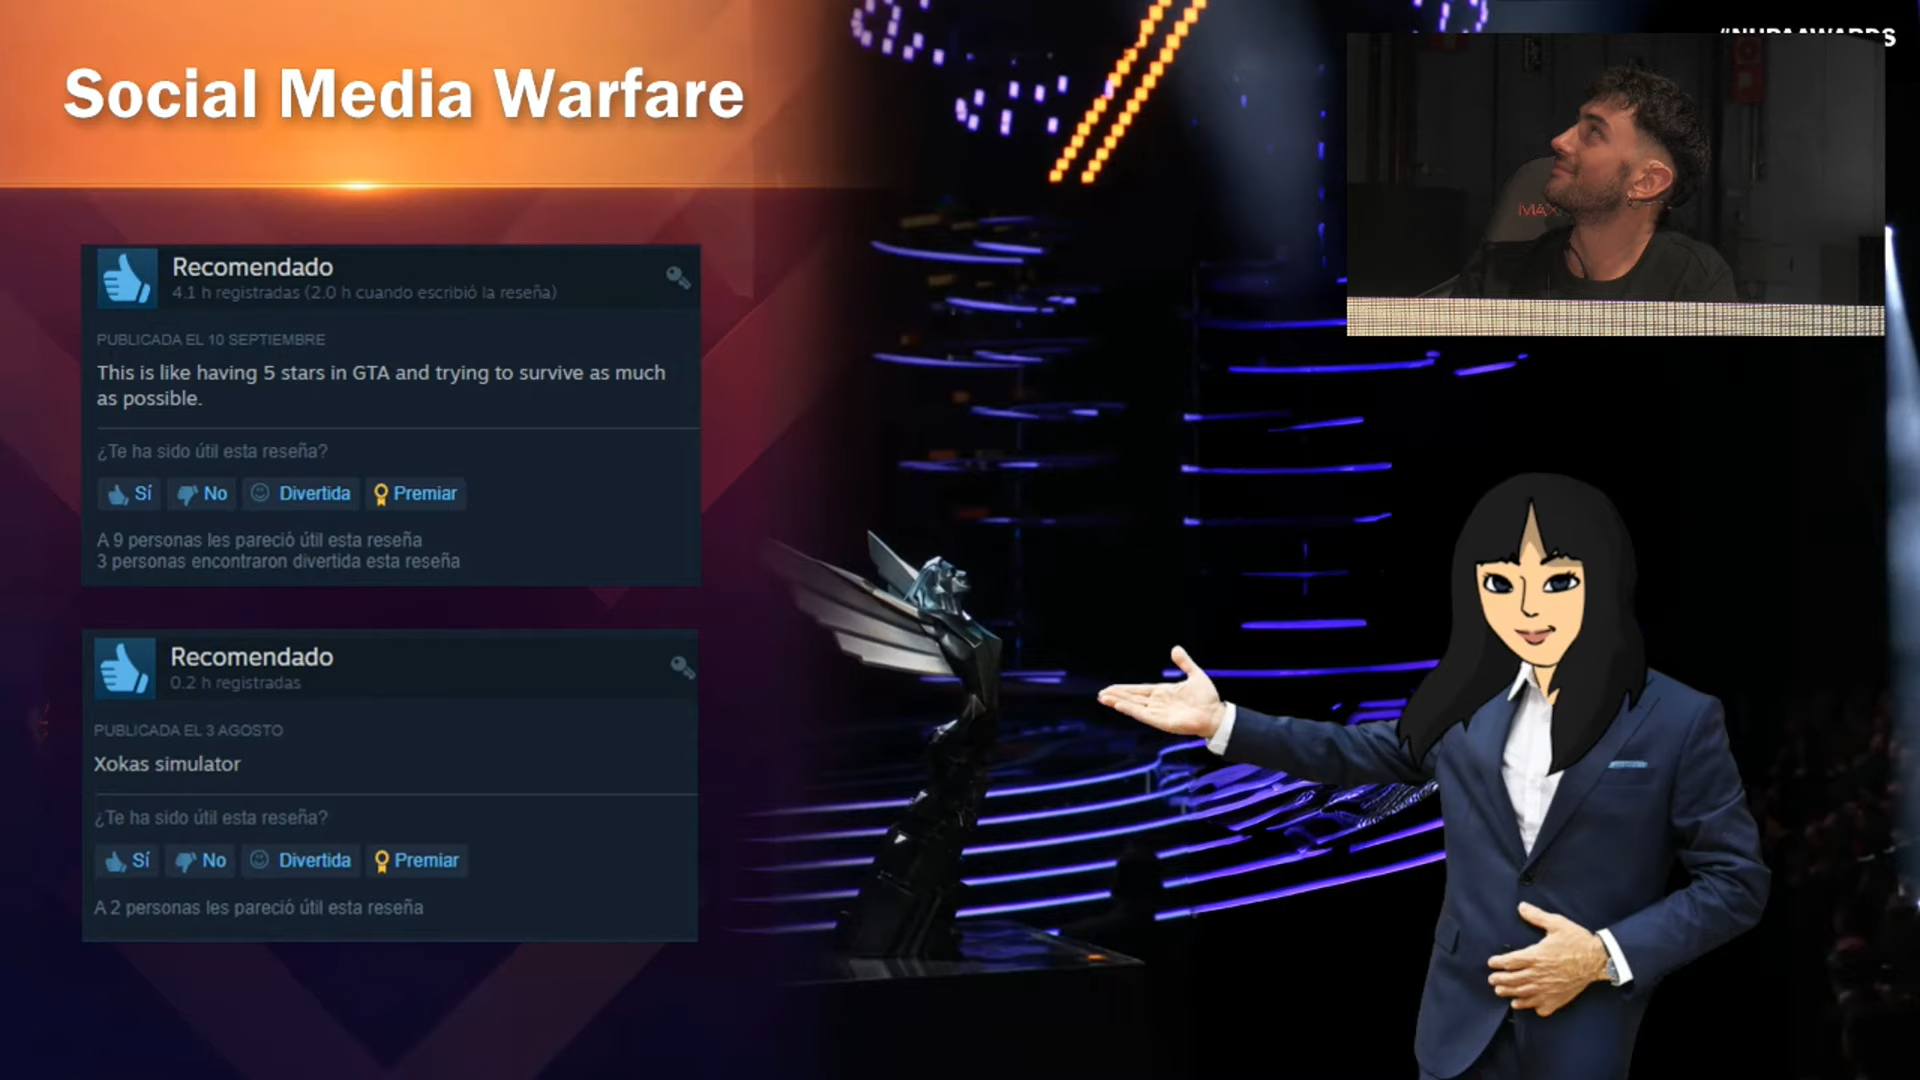 Social Media Warfare
Recomendado
4.1 h registradas (2.0 h cuando escribió la reseña)
PUBLICADA EL 10 SEPTIEMBRE
This is like having 5 stars in GTA and trying to survive as much
as possible.
¿Te ha sido útil esta reseña?
Sí No Divertida Premiar
A 9 personas les pareció útil esta reseña
3 personas encontraron divertida esta reseña
Recomendado
0.2 h registradas
PUBLICADA EL 3 AGOSTO
Xokas simulator
¿Te ha sido útil esta reseña?
Sí No Divertida Premiar
A 2 personas les pareció útil esta reseña